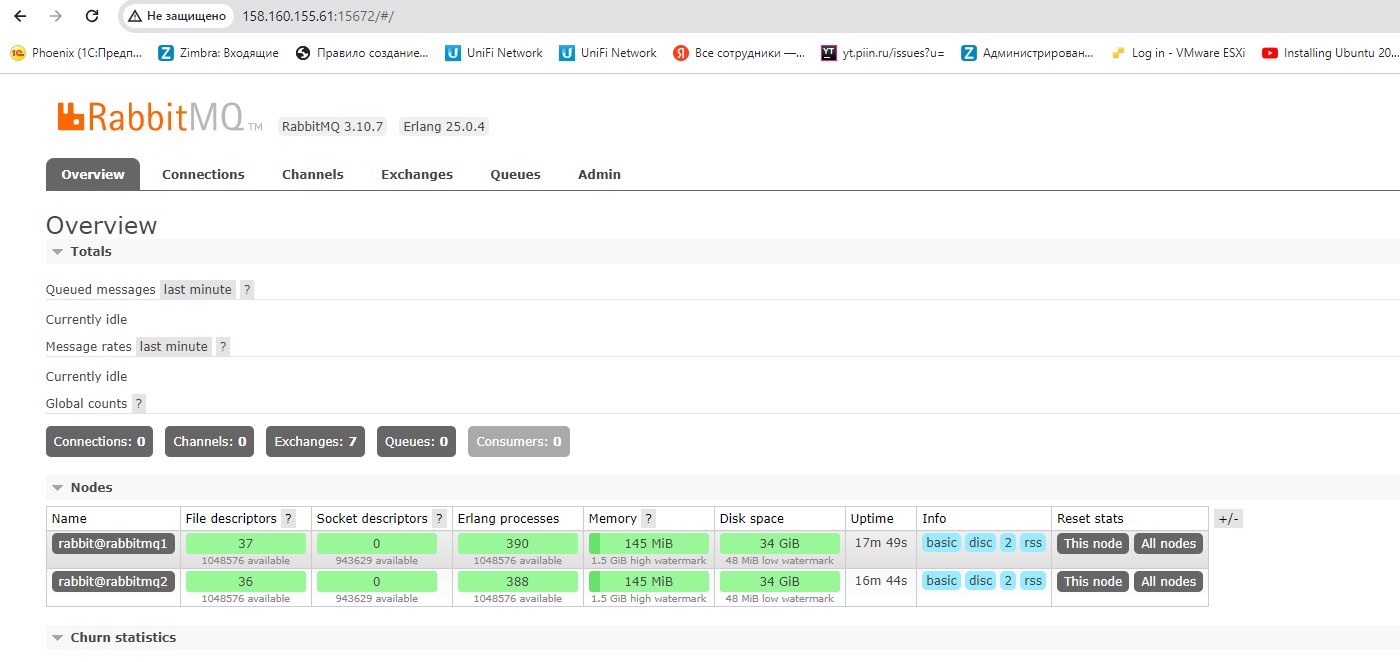 Не защищено 158.160.155.61:15672/#/
Phoenix (1С:Предп... Zimbra: Входящие Правило создание... UniFi Network UniFi Network Все сотрудники —... yt.piin.ru/issues?u= Администрирован... Log in - VMware ESXi Installing Ubuntu 20...
RabbitMQ TM RabbitMQ 3.10.7 Erlang 25.0.4
Overview Connections Channels Exchanges Queues Admin
Overview
Totals
Queued messages last minute ?
Currently idle
Message rates last minute ?
Currently idle
Global counts ?
Connections: 0 Channels: 0 Exchanges: 7 Queues: 0 Consumers: 0
Nodes
Name File descriptors ? Socket descriptors ? Erlang processes Memory ? Disk space Uptime Info Reset stats +/-
rabbit@rabbitmq1 37 0 390 145 MiB 34 GiB 17m 49s basic disc 2 rss This node All nodes
1048576 available 943629 available 1048576 available 1.5 GiB high watermark 48 MiB low watermark
rabbit@rabbitmq2 36 0 388 145 MiB 34 GiB 16m 44s basic disc 2 rss This node All nodes
1048576 available 943629 available 1048576 available 1.5 GiB high watermark 48 MiB low watermark
Churn statistics